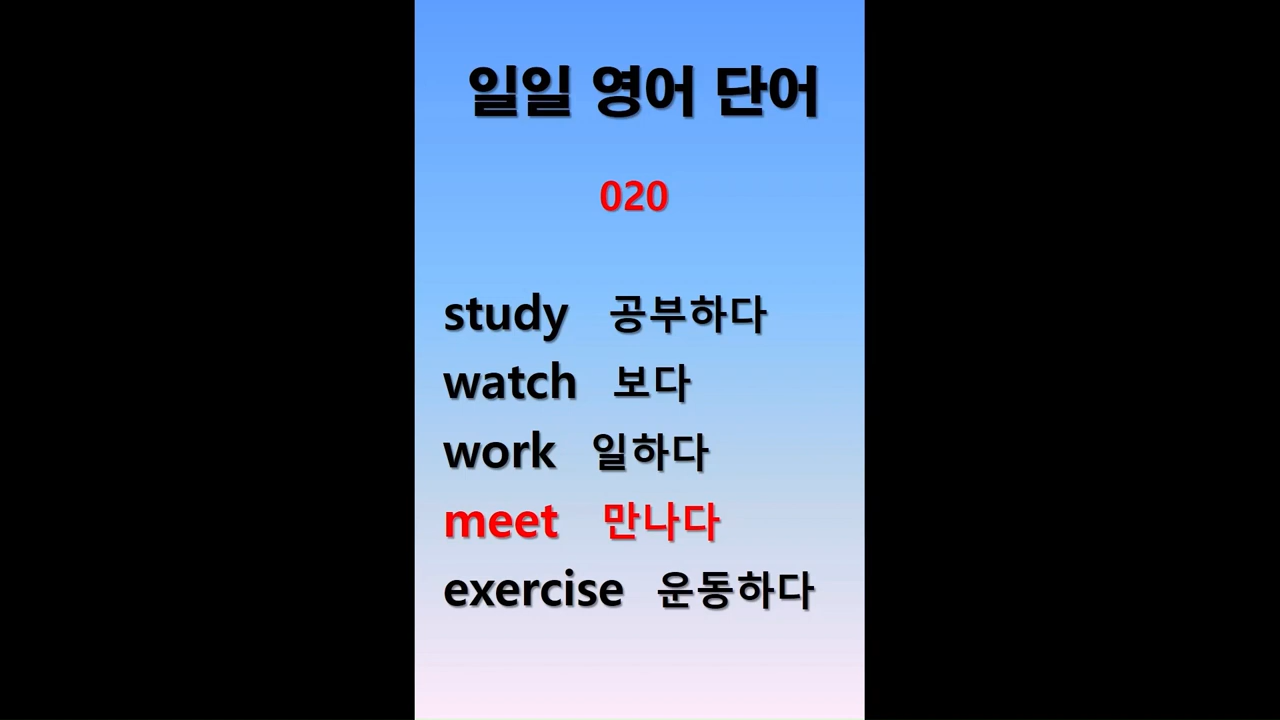 일일 영어 단어
020
study 공부하다
watch 보다
work 일하다
meet 만나다
exercise 운동하다